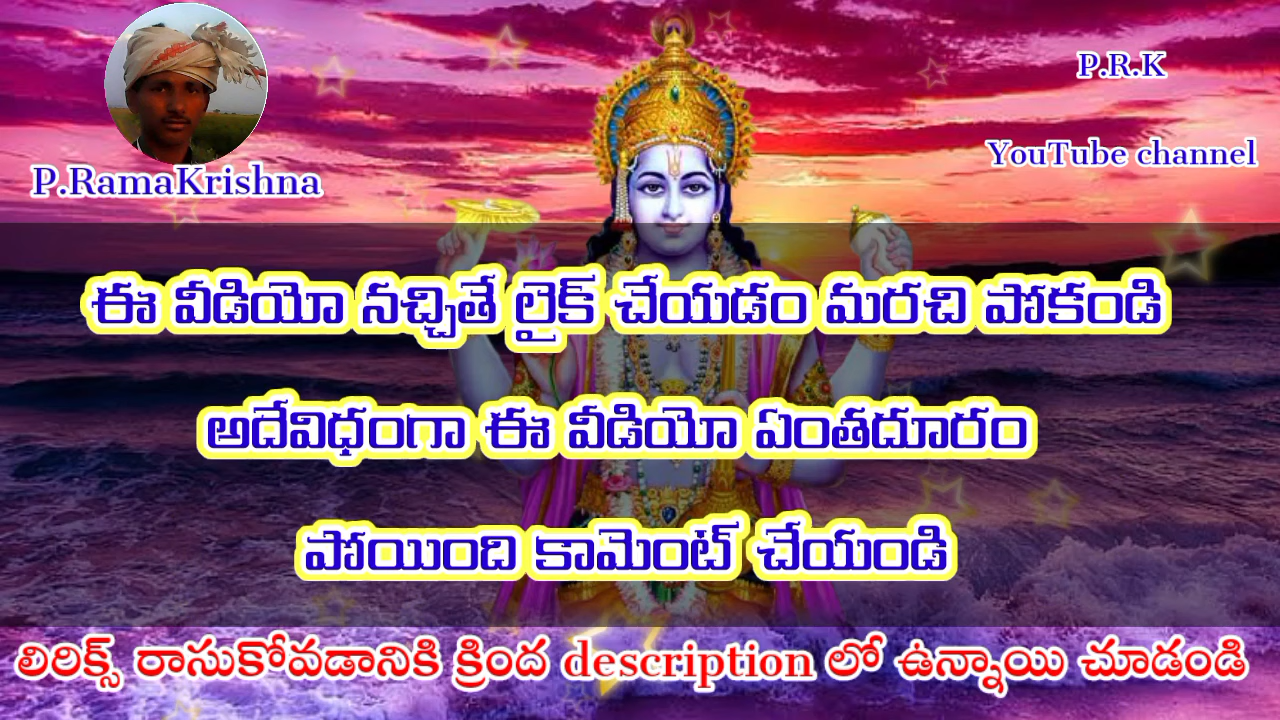 P.R.K
YouTube channel
P.RamaKrishna
ఈ వీడియో నచ్చితే లైక్ చేయడం మరచి పోకండి
అదేవిధంగా ఈ వీడియో ఏంతదూరం
పోయింది కామెంట్ చేయండి
లిరిక్స్ రాసుకోవడానికి క్రింద description లో ఉన్నాయి చూడండి